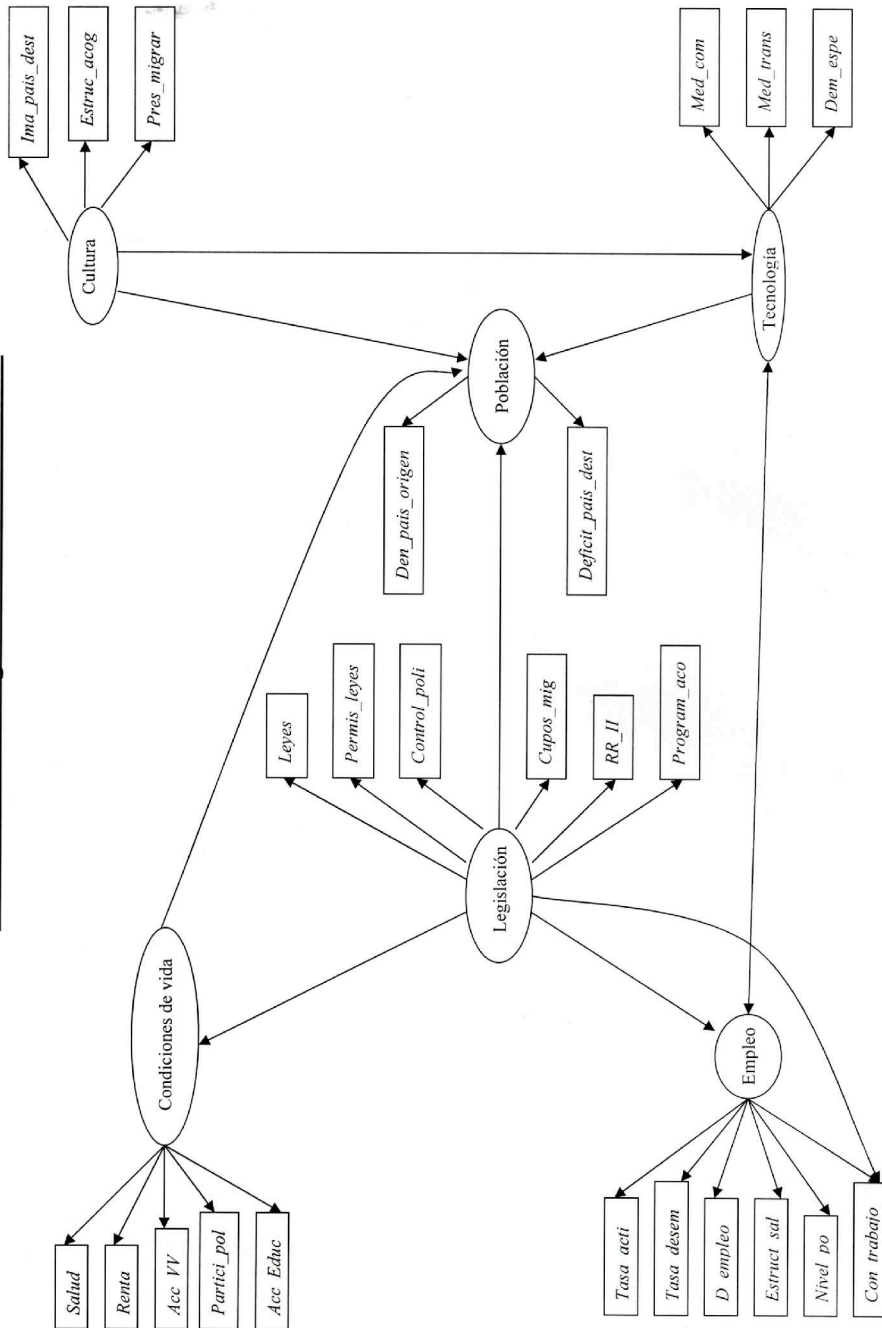 Ima_pais_dest
Estruc_acog
Pres_migrar
Cultura
Med_com
Med_trans
Dem_espe
Tecnología
Población
Den_pais_origen
Deficit_pais_dest
Leyes
Permis_leyes
Control_poli
Cupos_mig
RR_II
Program_aco
Legislación
Condiciones de vida
Salud
Renta
Acc VV
Partici_pol
Acc Educ
Empleo
Tasa acti
Tasa desem
D empleo
Estruct sal
Nivel po
Con trabajo